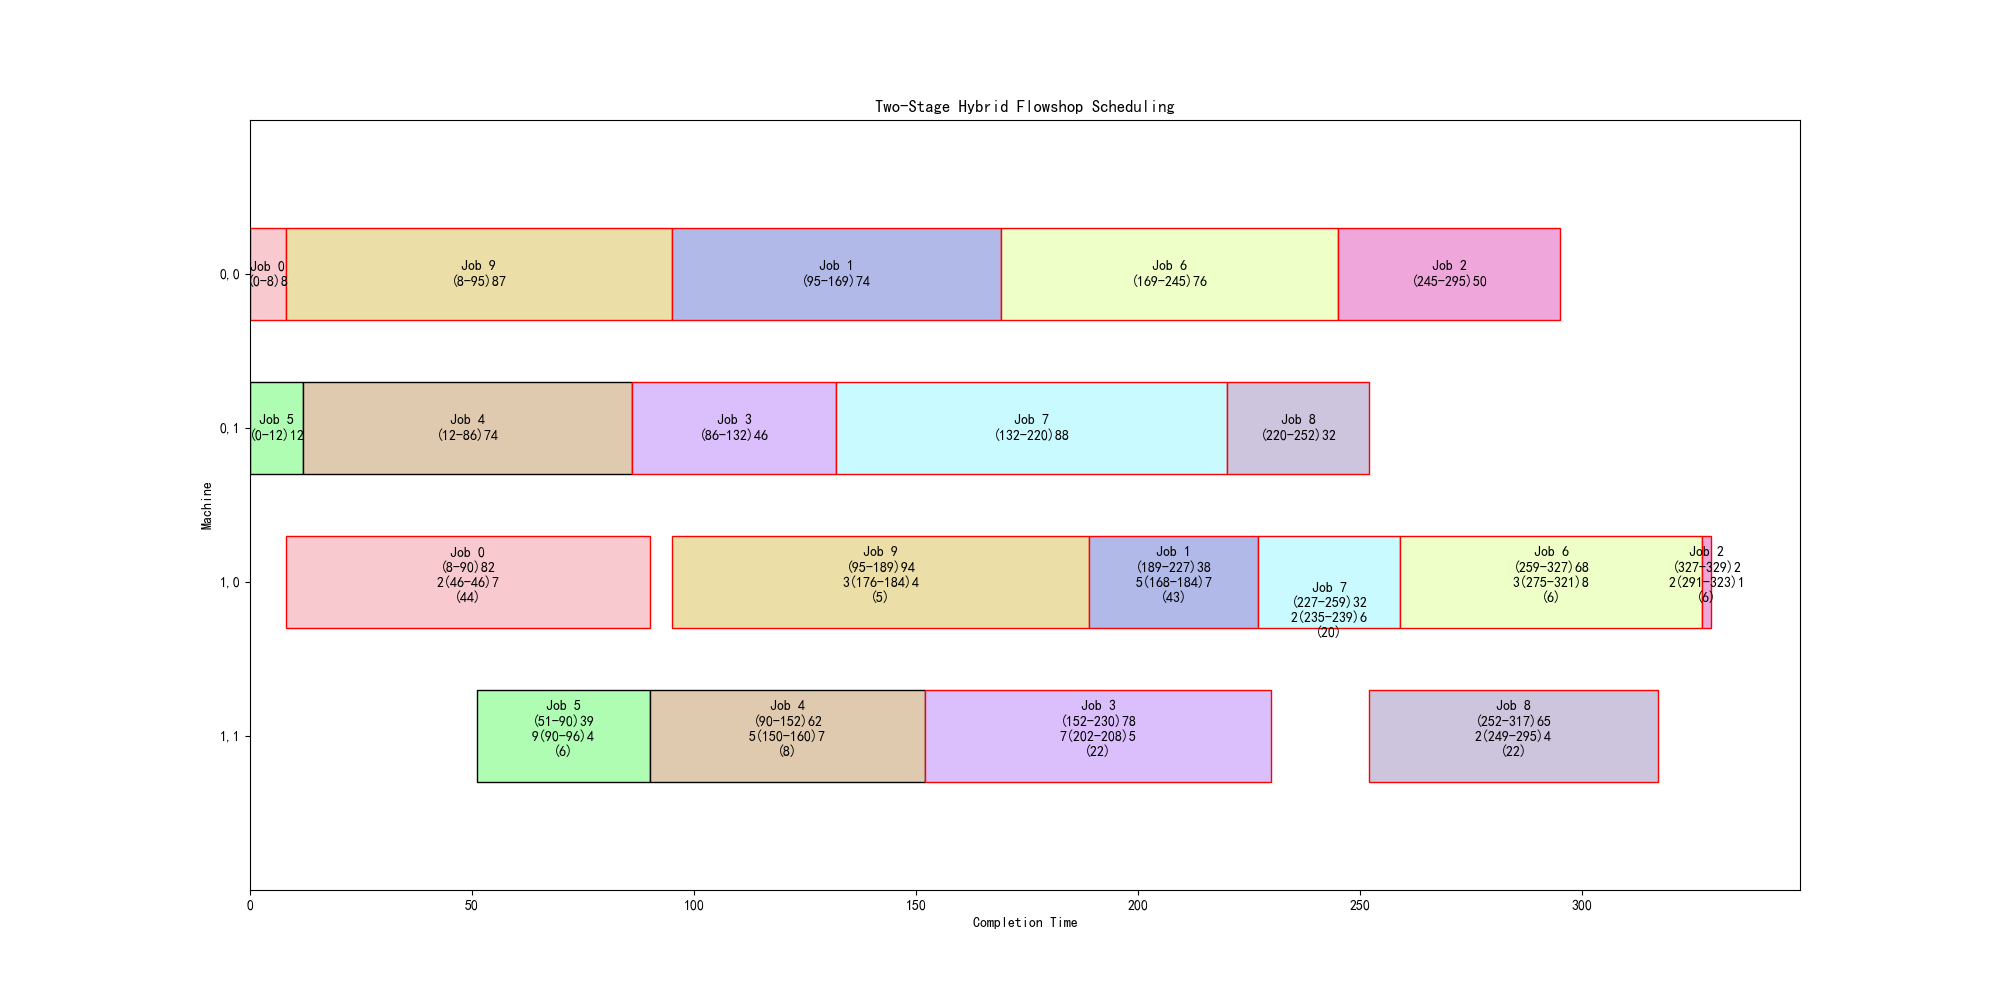 Two-Stage Hybrid Flowshop Scheduling
Machine
0,0
Job 0
(0-8)8
Job 9
(8-95)87
Job 1
(95-169)74
Job 6
(169-245)76
Job 2
(245-295)50
0,1
Job 5
(0-12)12
Job 4
(12-86)74
Job 3
(86-132)46
Job 7
(132-220)88
Job 8
(220-252)32
1,0
Job 0
(8-90)82
2(46-46)7
(44)
Job 9
(95-189)94
3(176-184)4
(5)
Job 1
(189-227)38
5(168-184)7
(43)
Job 7
(227-259)32
2(235-239)6
(20)
Job 6
(259-327)68
3(275-321)8
(6)
Job 2
(327-329)2
2(291-323)1
(6)
1,1
Job 5
(51-90)39
9(90-96)4
(6)
Job 4
(90-152)62
5(150-160)7
(8)
Job 3
(152-230)78
7(202-208)5
(22)
Job 8
(252-317)65
2(249-295)4
(22)
0 50 100 150 200 250 300
Completion Time